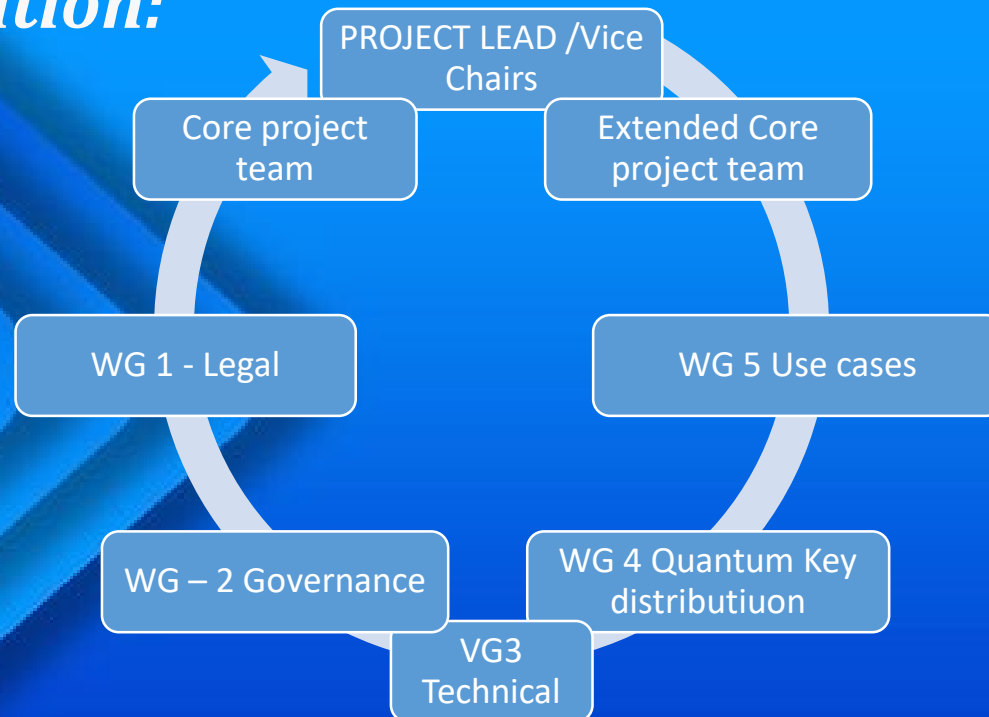 PROJECT LEAD /Vice
Chairs
Core project
team
Extended Core
project team
WG 1 - Legal
WG 5 Use cases
WG – 2 Governance
WG 4 Quantum Key
distributiuon
VG3
Technical